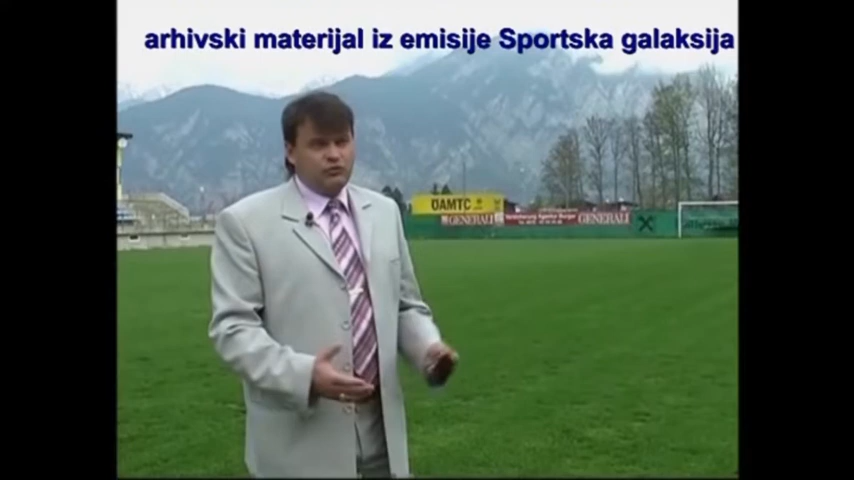 arhivski materijal iz emisije Sportska galaksija
ÖAMTC
GENERALI
GENERALI